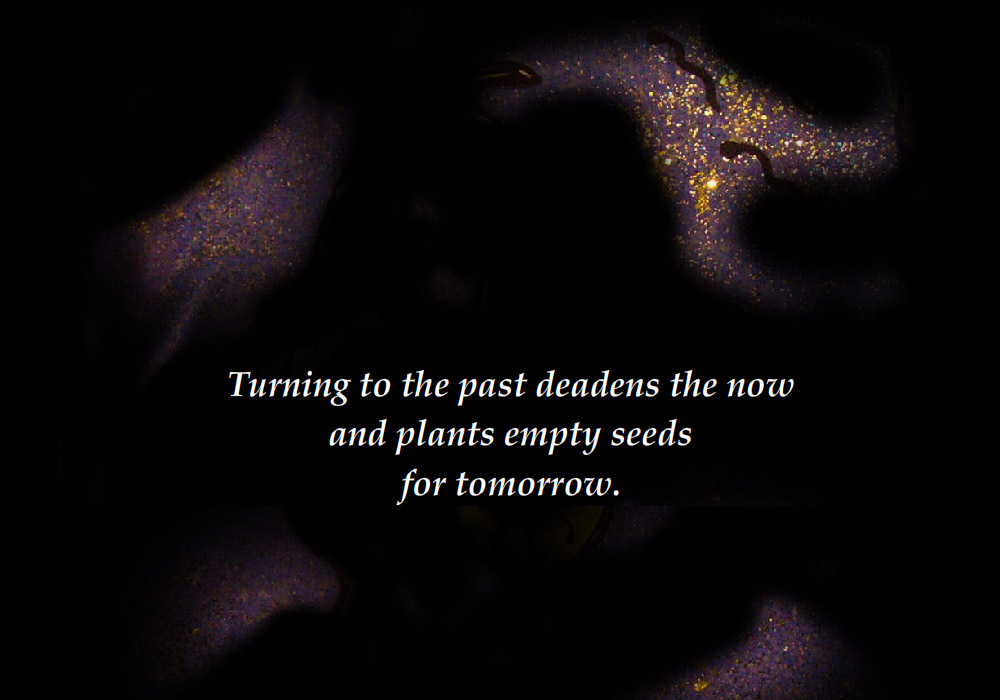 Turning to the past deadens the now
and plants empty seeds
for tomorrow.